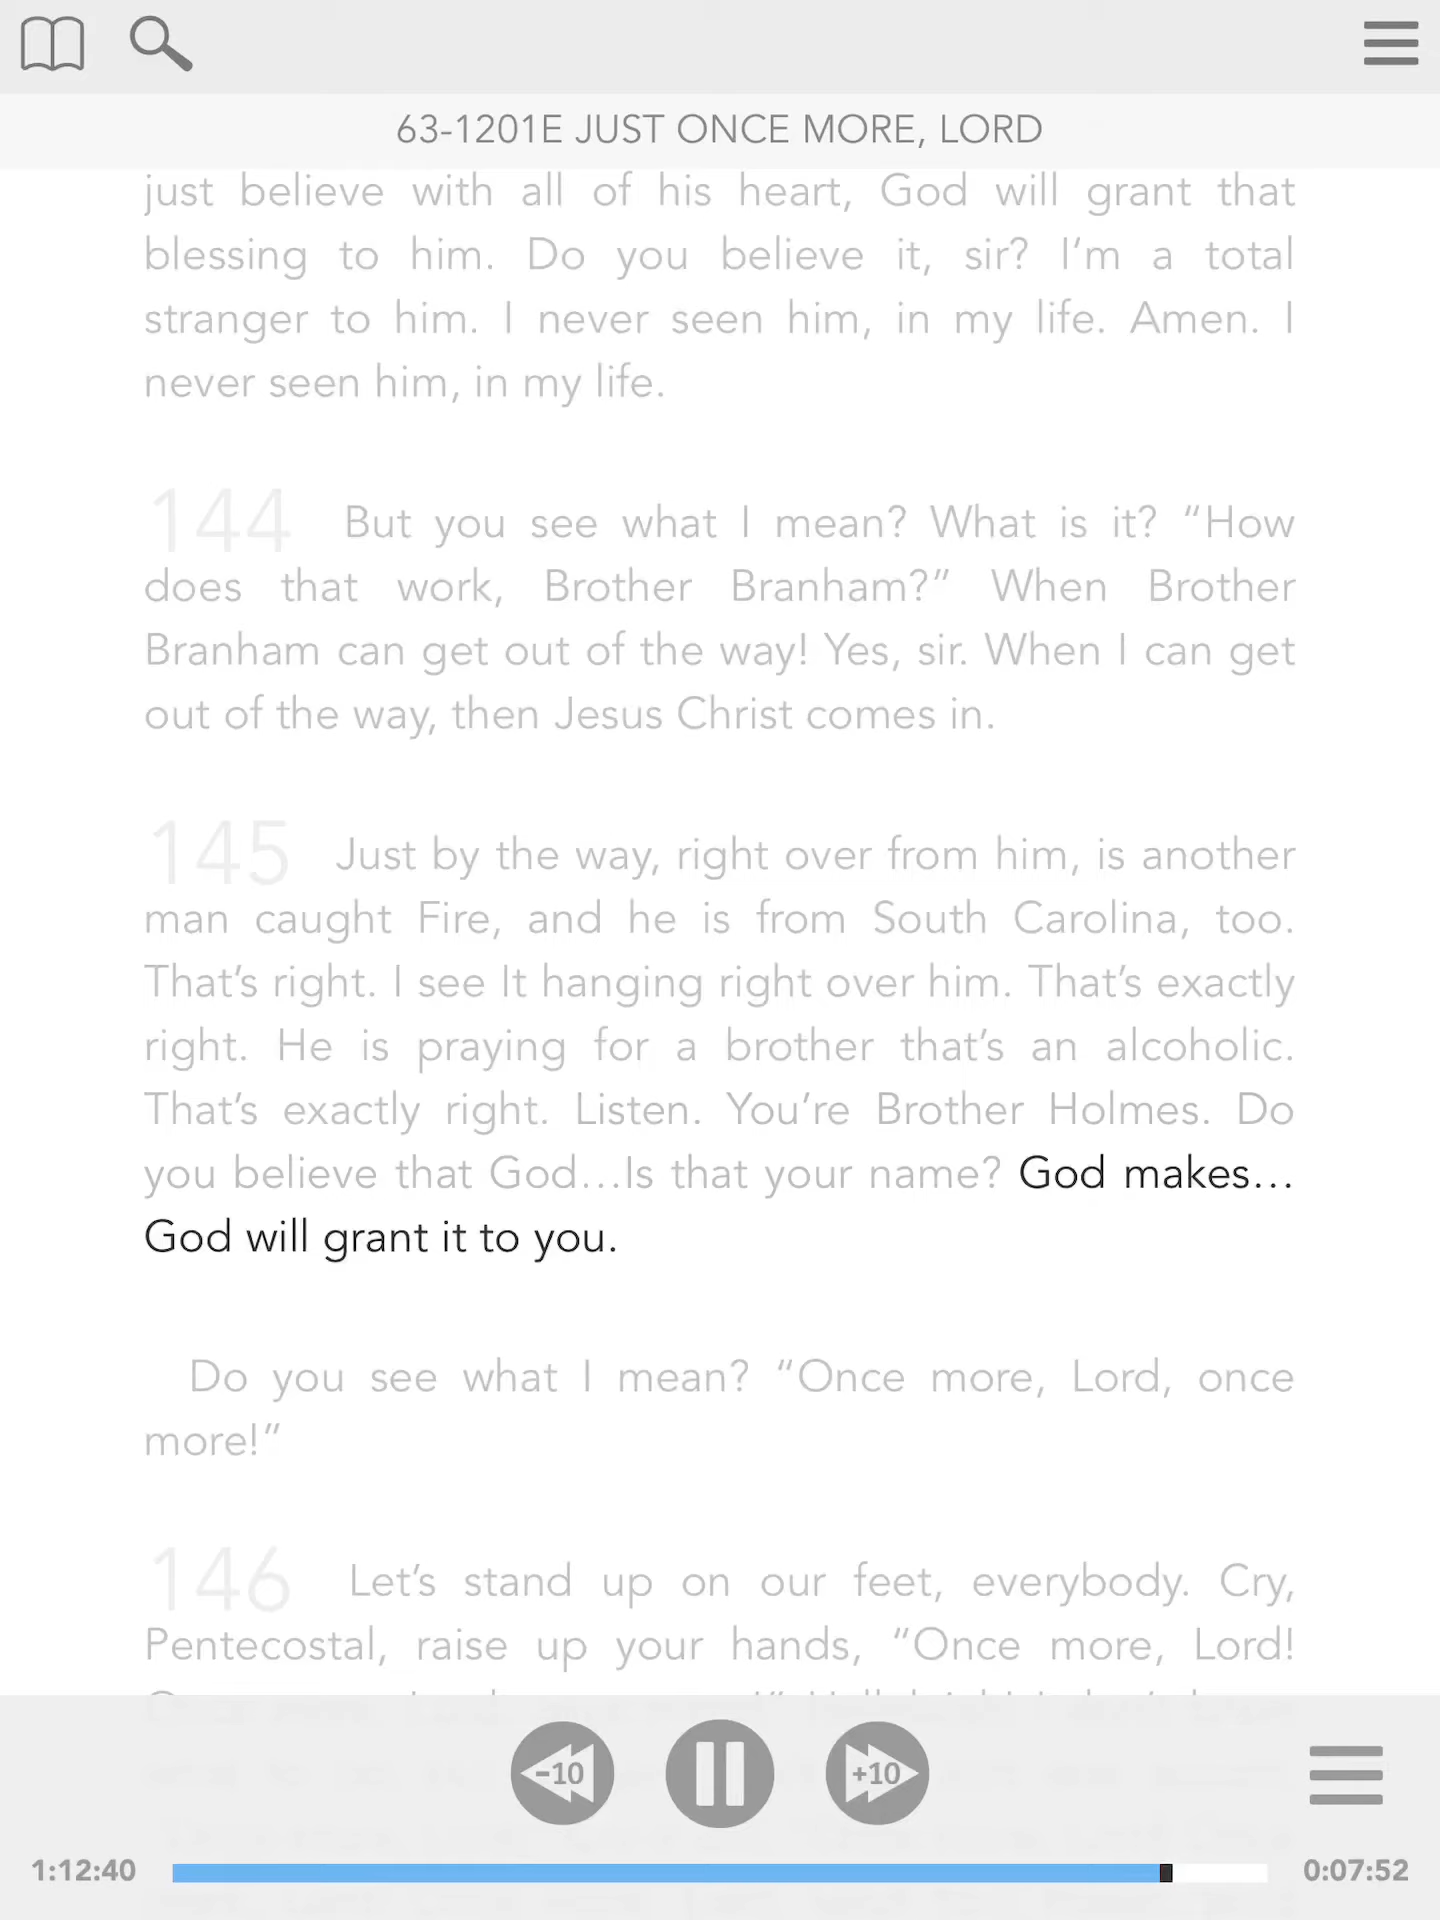 63-1201E JUST ONCE MORE, LORD
just believe with all of his heart, God will grant that
blessing to him. Do you believe it, sir? I’m a total
stranger to him. I never seen him, in my life. Amen. I
never seen him, in my life.
144 But you see what I mean? What is it? “How
does that work, Brother Branham?” When Brother
Branham can get out of the way! Yes, sir. When I can get
out of the way, then Jesus Christ comes in.
145 Just by the way, right over from him, is another
man caught Fire, and he is from South Carolina, too.
That’s right. I see It hanging right over him. That’s exactly
right. He is praying for a brother that’s an alcoholic.
That’s exactly right. Listen. You’re Brother Holmes. Do
you believe that God…Is that your name? God makes…
God will grant it to you.
Do you see what I mean? “Once more, Lord, once
more!”
146 Let’s stand up on our feet, everybody. Cry,
Pentecostal, raise up your hands, “Once more, Lord!
-10 +10
1:12:40 0:07:52